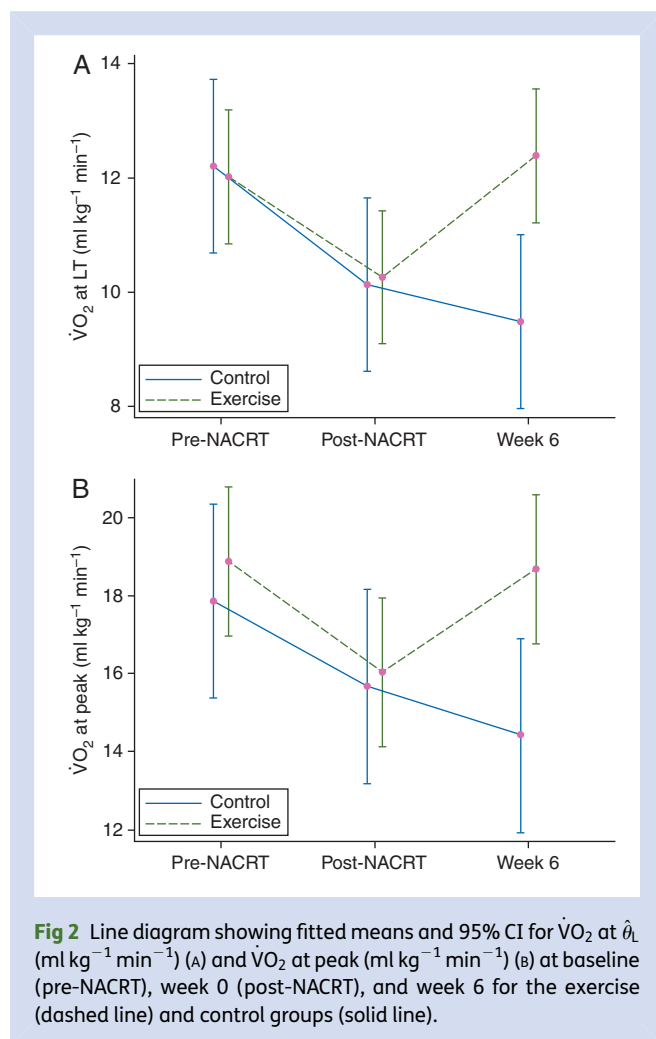 A
14
12
10
8
V̇O₂ at LT (ml kg⁻¹ min⁻¹)
Control
Exercise
Pre-NACRT Post-NACRT Week 6
B
20
18
16
14
12
V̇O₂ at peak (ml kg⁻¹ min⁻¹)
Control
Exercise
Pre-NACRT Post-NACRT Week 6
Fig 2 Line diagram showing fitted means and 95% CI for V̇O₂ at θ̂L
(ml kg⁻¹ min⁻¹) (A) and V̇O₂ at peak (ml kg⁻¹ min⁻¹) (B) at baseline
(pre-NACRT), week 0 (post-NACRT), and week 6 for the exercise
(dashed line) and control groups (solid line).